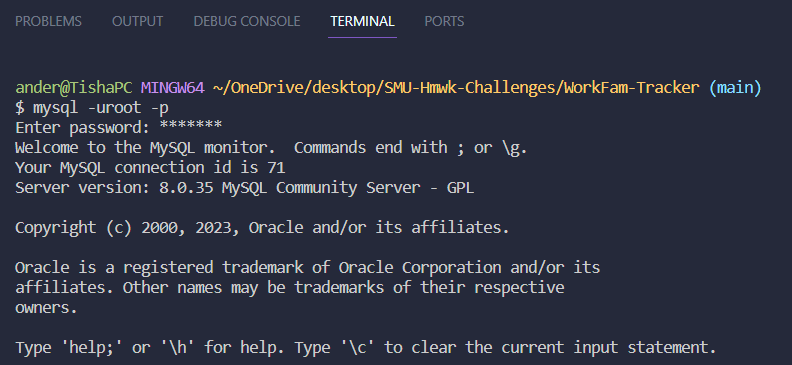 PROBLEMS OUTPUT DEBUG CONSOLE TERMINAL PORTS
ander@TishaPC MINGW64 ~/OneDrive/desktop/SMU-Hmwk-Challenges/WorkFam-Tracker (main)
$ mysql -uroot -p
Enter password: *******
Welcome to the MySQL monitor.  Commands end with ; or \g.
Your MySQL connection id is 71
Server version: 8.0.35 MySQL Community Server - GPL
Copyright (c) 2000, 2023, Oracle and/or its affiliates.
Oracle is a registered trademark of Oracle Corporation and/or its
affiliates. Other names may be trademarks of their respective
owners.
Type 'help;' or '\h' for help. Type '\c' to clear the current input statement.